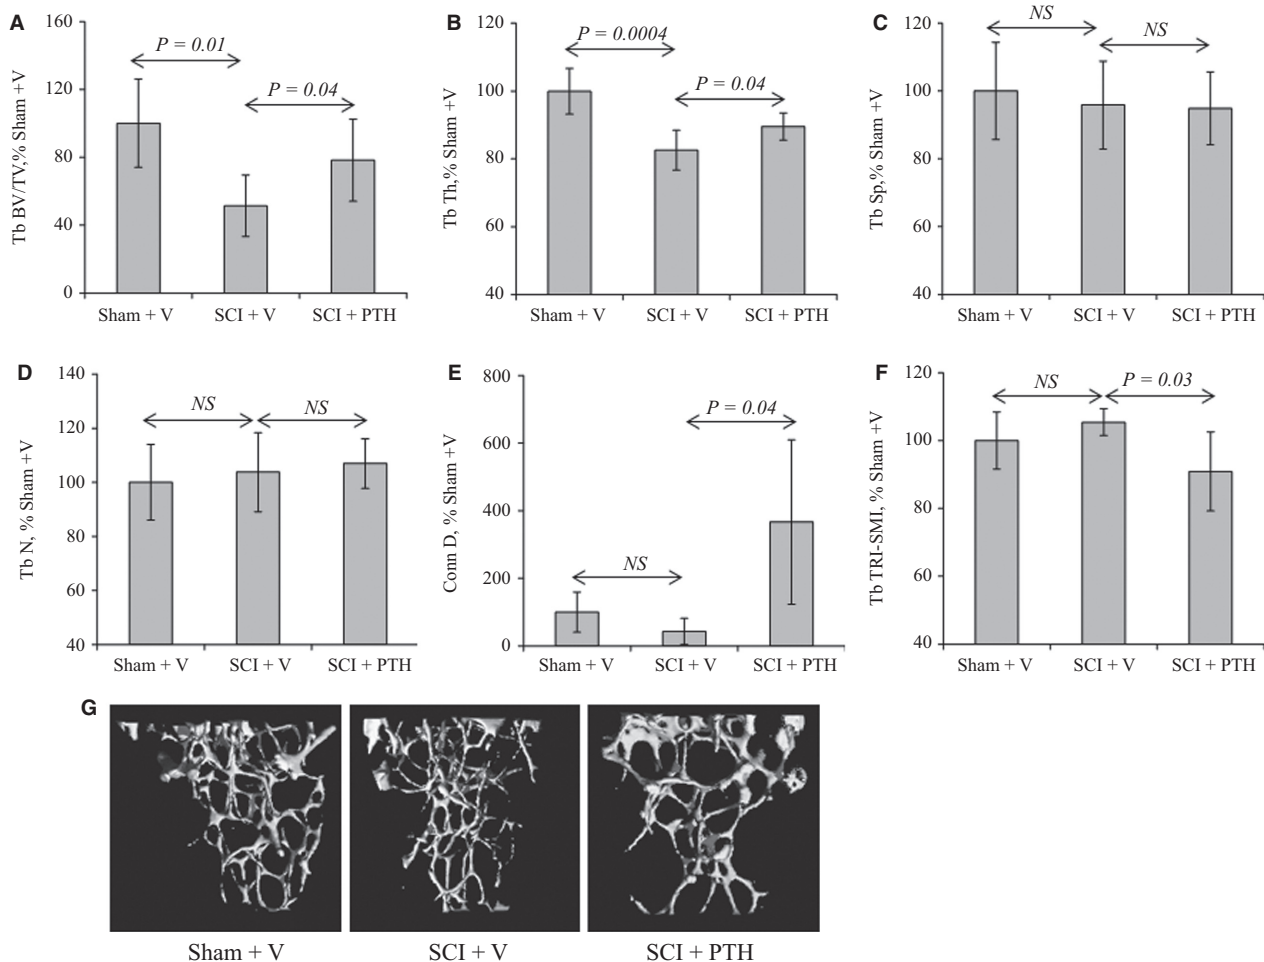 A
Tb BV/TV,% Sham +V
160
120
80
40
0
P = 0.01
P = 0.04
Sham + V
SCI + V
SCI + PTH
B
Tb Th,% Sham +V
120
100
80
60
40
P = 0.0004
P = 0.04
Sham + V
SCI + V
SCI + PTH
C
Tb Sp,% Sham +V
120
100
80
60
40
NS
NS
Sham + V
SCI + V
SCI + PTH
D
Tb N, % Sham +V
140
120
100
80
60
40
NS
NS
Sham + V
SCI + V
SCI + PTH
E
Conn D, % Sham +V
800
600
400
200
0
NS
P = 0.04
Sham + V
SCI + V
SCI + PTH
F
Tb TRI-SMI, % Sham +V
120
100
80
60
40
NS
P = 0.03
Sham + V
SCI + V
SCI + PTH
G
Sham + V
SCI + V
SCI + PTH